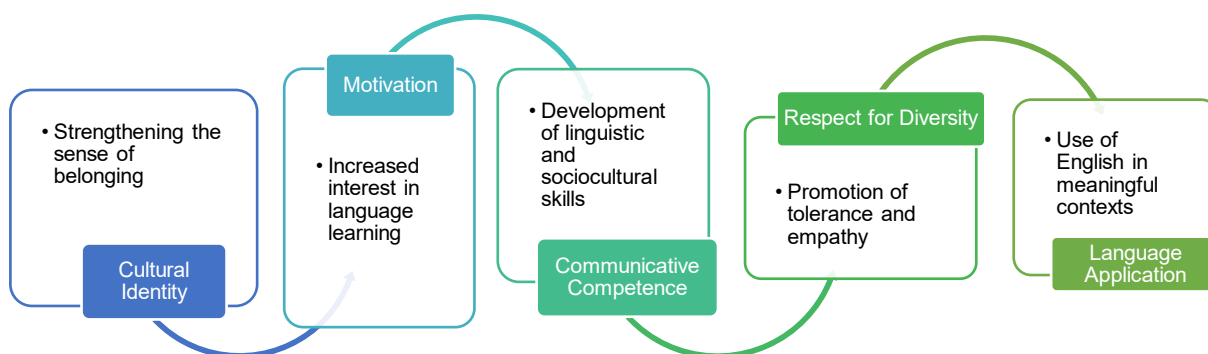 • Strengthening the
sense of
belonging
Cultural
Identity
Motivation
• Increased
interest in
language
learning
• Development
of linguistic
and
sociocultural
skills
Communicative
Competence
Respect for Diversity
• Promotion of
tolerance and
empathy
• Use of
English in
meaningful
contexts
Language
Application